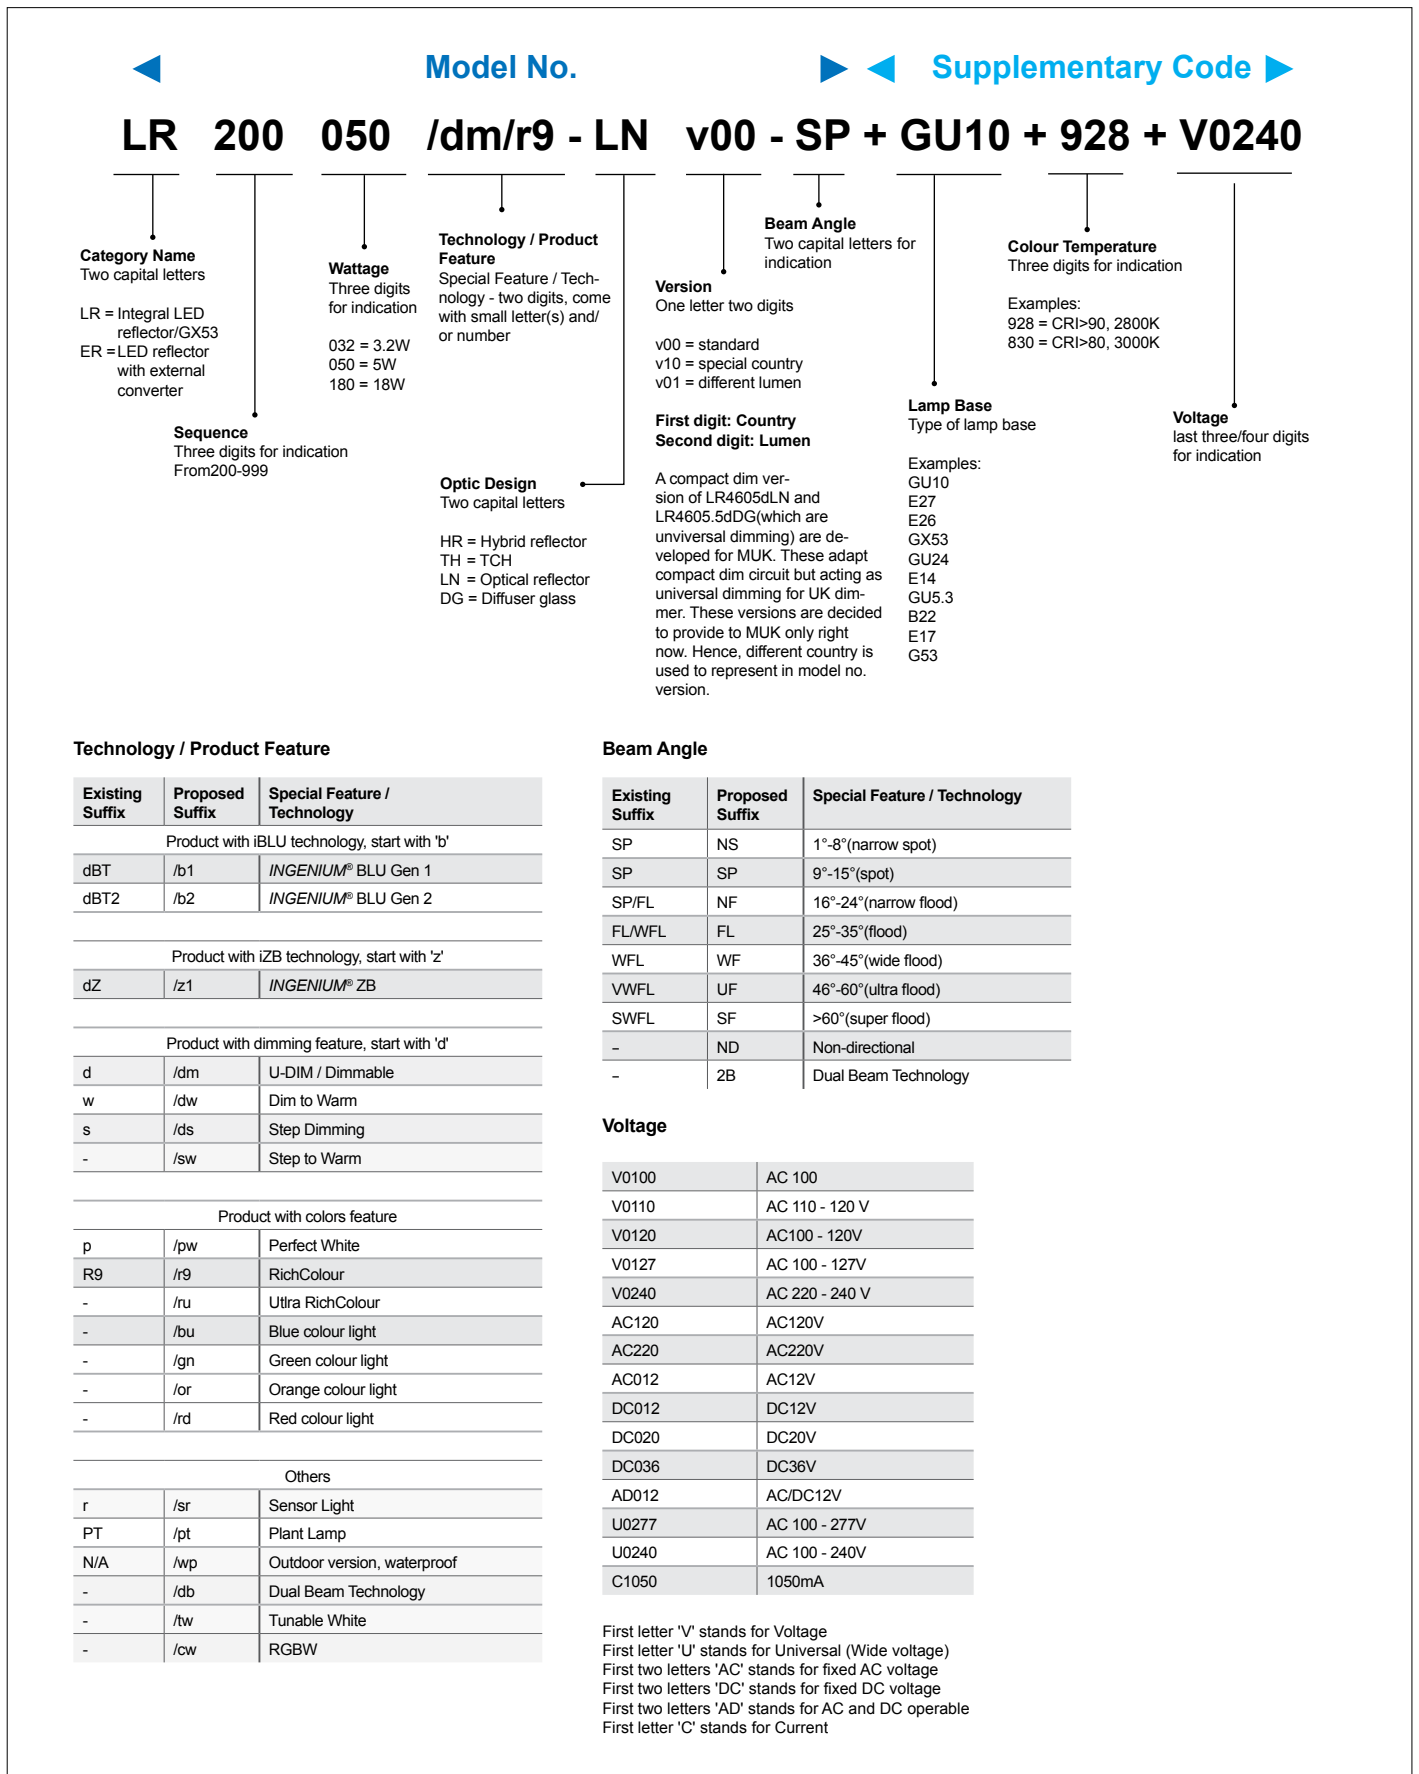 Model No.
Supplementary Code
LR 200 050 /dm/r9 - LN v00 - SP + GU10 + 928 + V0240
Category Name
Two capital letters
LR = Integral LED
reflector/GX53
ER = LED reflector
with external
converter
Sequence
Three digits for indication
From200-999
Wattage
Three digits
for indication
032 = 3.2W
050 = 5W
180 = 18W
Technology / Product
Feature
Special Feature / Tech-
nology - two digits, come
with small letter(s) and/
or number
Optic Design
Two capital letters
HR = Hybrid reflector
TH = TCH
LN = Optical reflector
DG = Diffuser glass
Version
One letter two digits
v00 = standard
v10 = special country
v01 = different lumen
First digit: Country
Second digit: Lumen
A compact dim ver-
sion of LR4605dLN and
LR4605.5dDG(which are
unviversal dimming) are de-
veloped for MUK. These adapt
compact dim circuit but acting as
universal dimming for UK dim-
mer. These versions are decided
to provide to MUK only right
now. Hence, different country is
used to represent in model no.
version.
Beam Angle
Two capital letters for
indication
Lamp Base
Type of lamp base
Examples:
GU10
E27
E26
GX53
GU24
E14
GU5.3
B22
E17
G53
Colour Temperature
Three digits for indication
Examples:
928 = CRI>90, 2800K
830 = CRI>80, 3000K
Voltage
last three/four digits
for indication
Technology / Product Feature
Existing Suffix Proposed Suffix Special Feature / Technology
Product with iBLU technology, start with 'b'
dBT /b1 INGENIUM® BLU Gen 1
dBT2 /b2 INGENIUM® BLU Gen 2
Product with iZB technology, start with 'z'
dZ /z1 INGENIUM® ZB
Product with dimming feature, start with 'd'
d /dm U-DIM / Dimmable
w /dw Dim to Warm
s /ds Step Dimming
- /sw Step to Warm
Product with colors feature
p /pw Perfect White
R9 /r9 RichColour
- /ru Utlra RichColour
- /bu Blue colour light
- /gn Green colour light
- /or Orange colour light
- /rd Red colour light
Others
r /sr Sensor Light
PT /pt Plant Lamp
N/A /wp Outdoor version, waterproof
- /db Dual Beam Technology
- /tw Tunable White
- /cw RGBW
Beam Angle
Existing Suffix Proposed Suffix Special Feature / Technology
SP NS 1°-8°(narrow spot)
SP SP 9°-15°(spot)
SP/FL NF 16°-24°(narrow flood)
FL/WFL FL 25°-35°(flood)
WFL WF 36°-45°(wide flood)
VWFL UF 46°-60°(ultra flood)
SWFL SF >60°(super flood)
– ND Non-directional
– 2B Dual Beam Technology
Voltage
V0100 AC 100
V0110 AC 110 - 120 V
V0120 AC100 - 120V
V0127 AC 100 - 127V
V0240 AC 220 - 240 V
AC120 AC120V
AC220 AC220V
AC012 AC12V
DC012 DC12V
DC020 DC20V
DC036 DC36V
AD012 AC/DC12V
U0277 AC 100 - 277V
U0240 AC 100 - 240V
C1050 1050mA
First letter 'V' stands for Voltage
First letter 'U' stands for Universal (Wide voltage)
First two letters 'AC' stands for fixed AC voltage
First two letters 'DC' stands for fixed DC voltage
First two letters 'AD' stands for AC and DC operable
First letter 'C' stands for Current